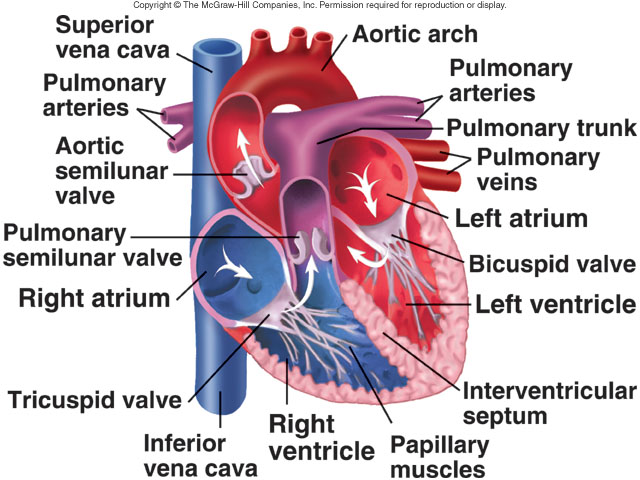 Copyright © The McGraw-Hill Companies, Inc. Permission required for reproduction or display.
Superior
vena cava
Aortic arch
Pulmonary
arteries
Pulmonary
arteries
Pulmonary trunk
Aortic
semilunar
valve
Pulmonary
veins
Left atrium
Pulmonary
semilunar valve
Bicuspid valve
Right atrium
Left ventricle
Tricuspid valve
Interventricular
septum
Right
ventricle
Inferior
vena cava
Papillary
muscles